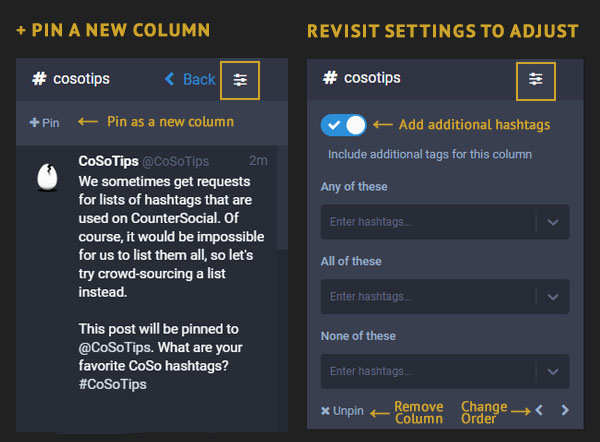 + PIN A NEW COLUMN
# cosotips
Back
+ Pin
Pin as a new column
CoSoTips @CoSoTips 2m
We sometimes get requests
for lists of hashtags that are
used on CounterSocial. Of
course, it would be impossible
for us to list them all, so let's
try crowd-sourcing a list
instead.
This post will be pinned to
@CoSoTips. What are your
favorite CoSo hashtags?
#CoSoTips
REVISIT SETTINGS TO ADJUST
# cosotips
Add additional hashtags
Include additional tags for this column
Any of these
Enter hashtags...
All of these
Enter hashtags...
None of these
Enter hashtags...
Unpin
Remove
Column
Change
Order